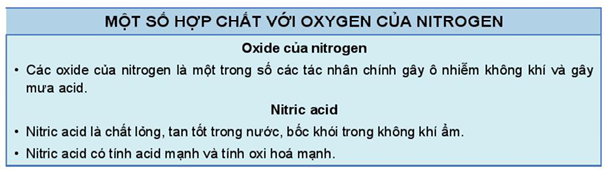 MỘT SỐ HỢP CHẤT VỚI OXYGEN CỦA NITROGEN
Oxide của nitrogen
• Các oxide của nitrogen là một trong số các tác nhân chính gây ô nhiễm không khí và gây
mưa acid.
Nitric acid
• Nitric acid là chất lỏng, tan tốt trong nước, bốc khói trong không khí ẩm.
• Nitric acid có tính acid mạnh và tính oxi hoá mạnh.